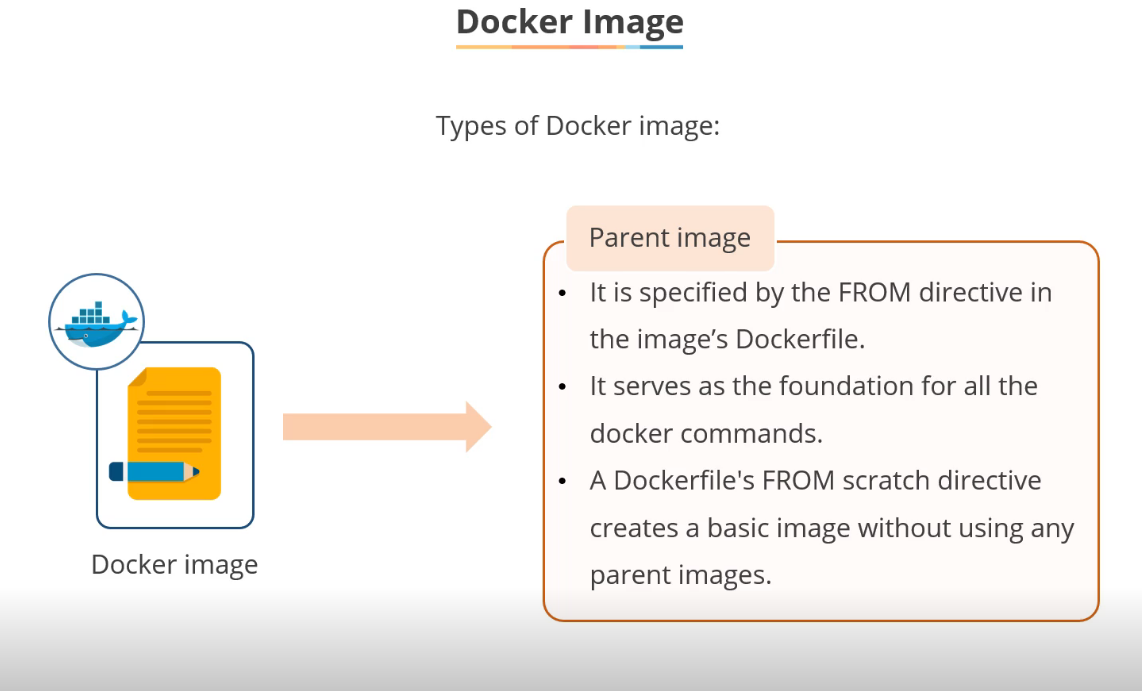 Docker Image
Types of Docker image:
Parent image
• It is specified by the FROM directive in
the image’s Dockerfile.
• It serves as the foundation for all the
docker commands.
• A Dockerfile's FROM scratch directive
creates a basic image without using any
parent images.
Docker image